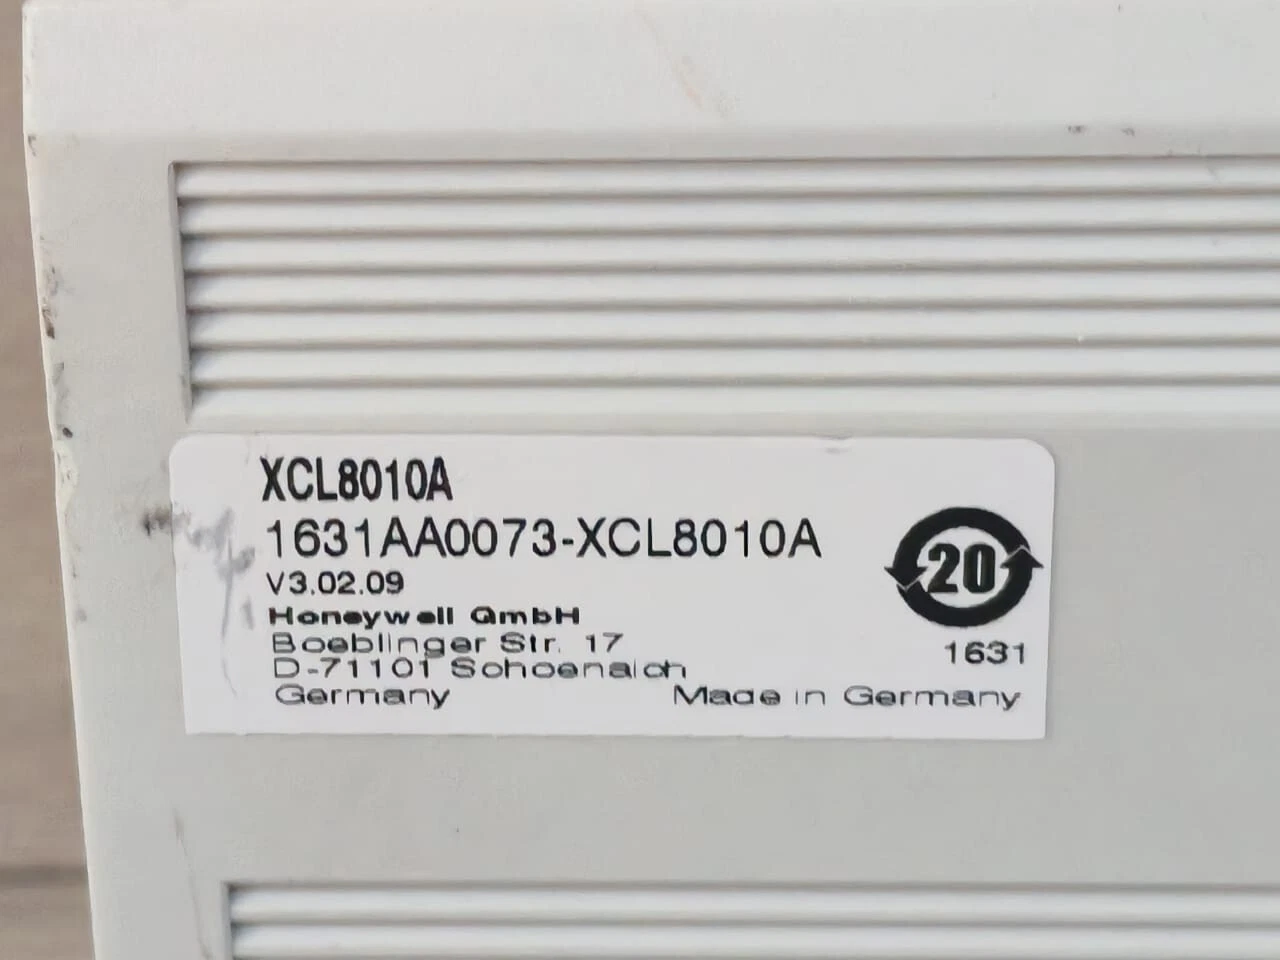 XCL8010A
1631AA0073-XCL8010A
V3.02.09
Honeywell GmbH
Boeblinger Str. 17
D-71101 Schoenaich
Germany
Made in Germany
20
1631